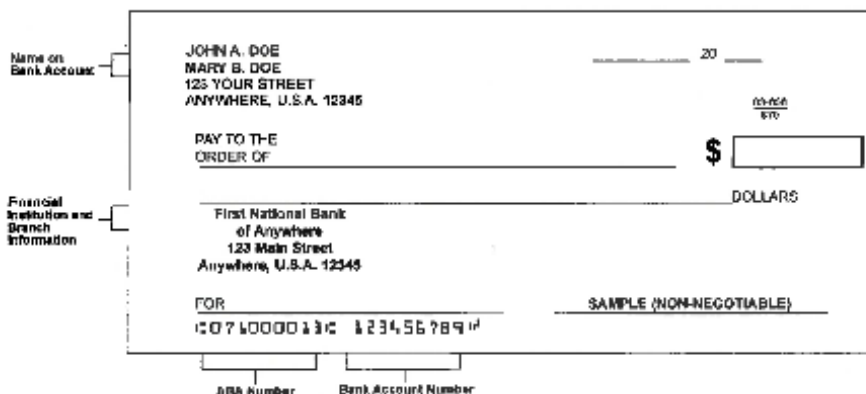 Name on
Bank Account
JOHN A. DOE
MARY B. DOE
123 YOUR STREET
ANYWHERE, U.S.A. 12345
20
PAY TO THE
ORDER OF
$
DOLLARS
Financial
Institution and
Branch
Information
First National Bank
of Anywhere
123 Main Street
Anywhere, U.S.A. 12345
FOR
SAMPLE (NON-NEGOTIABLE)
123456789
ABA Number
Bank Account Number